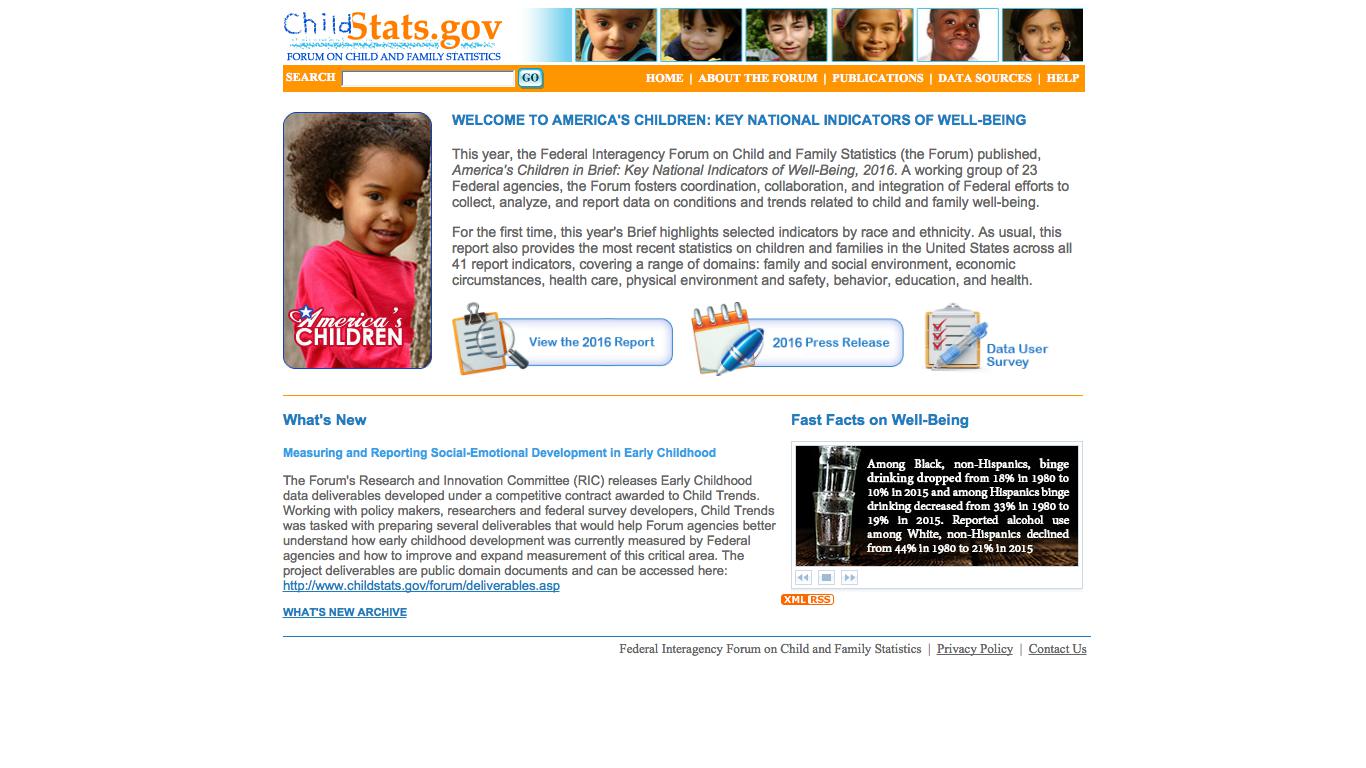 ChildStats.gov
FORUM ON CHILD AND FAMILY STATISTICS
SEARCH GO HOME | ABOUT THE FORUM | PUBLICATIONS | DATA SOURCES | HELP
America's
CHILDREN
WELCOME TO AMERICA'S CHILDREN: KEY NATIONAL INDICATORS OF WELL-BEING
This year, the Federal Interagency Forum on Child and Family Statistics (the Forum) published,
America's Children in Brief: Key National Indicators of Well-Being, 2016. A working group of 23
Federal agencies, the Forum fosters coordination, collaboration, and integration of Federal efforts to
collect, analyze, and report data on conditions and trends related to child and family well-being.
For the first time, this year's Brief highlights selected indicators by race and ethnicity. As usual, this
report also provides the most recent statistics on children and families in the United States across all
41 report indicators, covering a range of domains: family and social environment, economic
circumstances, health care, physical environment and safety, behavior, education, and health.
View the 2016 Report
2016 Press Release
Data User
Survey
What's New
Measuring and Reporting Social-Emotional Development in Early Childhood
The Forum's Research and Innovation Committee (RIC) releases Early Childhood
data deliverables developed under a competitive contract awarded to Child Trends.
Working with policy makers, researchers and federal survey developers, Child Trends
was tasked with preparing several deliverables that would help Forum agencies better
understand how early childhood development was currently measured by Federal
agencies and how to improve and expand measurement of this critical area. The
project deliverables are public domain documents and can be accessed here:
http://www.childstats.gov/forum/deliverables.asp
WHAT'S NEW ARCHIVE
Fast Facts on Well-Being
Among Black, non-Hispanics, binge
drinking dropped from 18% in 1980 to
10% in 2015 and among Hispanics binge
drinking decreased from 33% in 1980 to
19% in 2015. Reported alcohol use
among White, non-Hispanics declined
from 44% in 1980 to 21% in 2015
XML RSS
Federal Interagency Forum on Child and Family Statistics | Privacy Policy | Contact Us